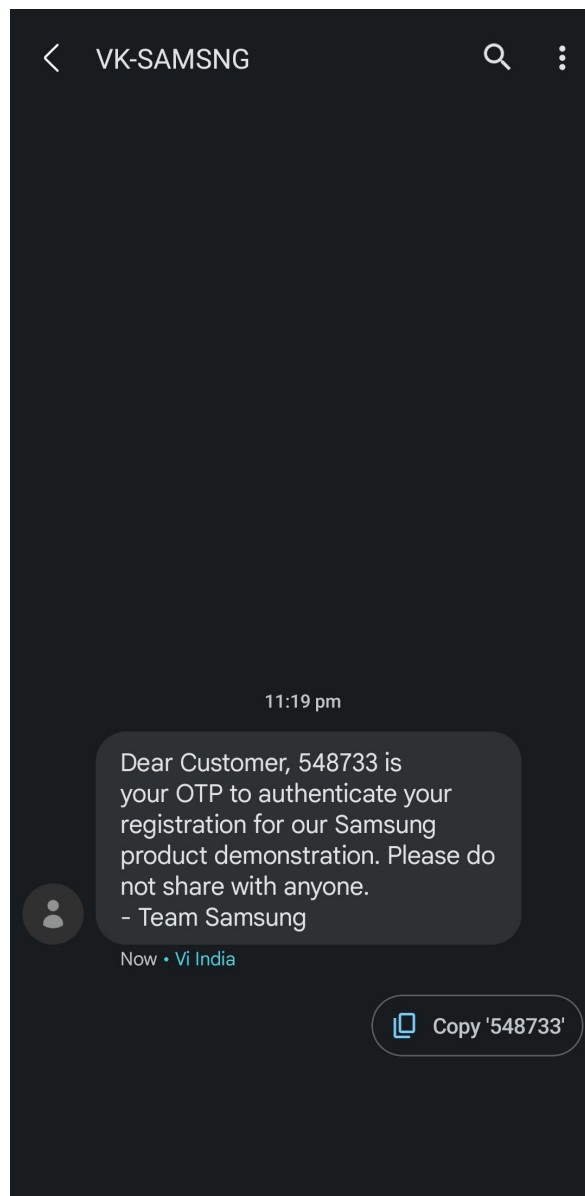 VK-SAMSNG
11:19 pm
Dear Customer, 548733 is
your OTP to authenticate your
registration for our Samsung
product demonstration. Please do
not share with anyone.
- Team Samsung
Now • Vi India
Copy '548733'